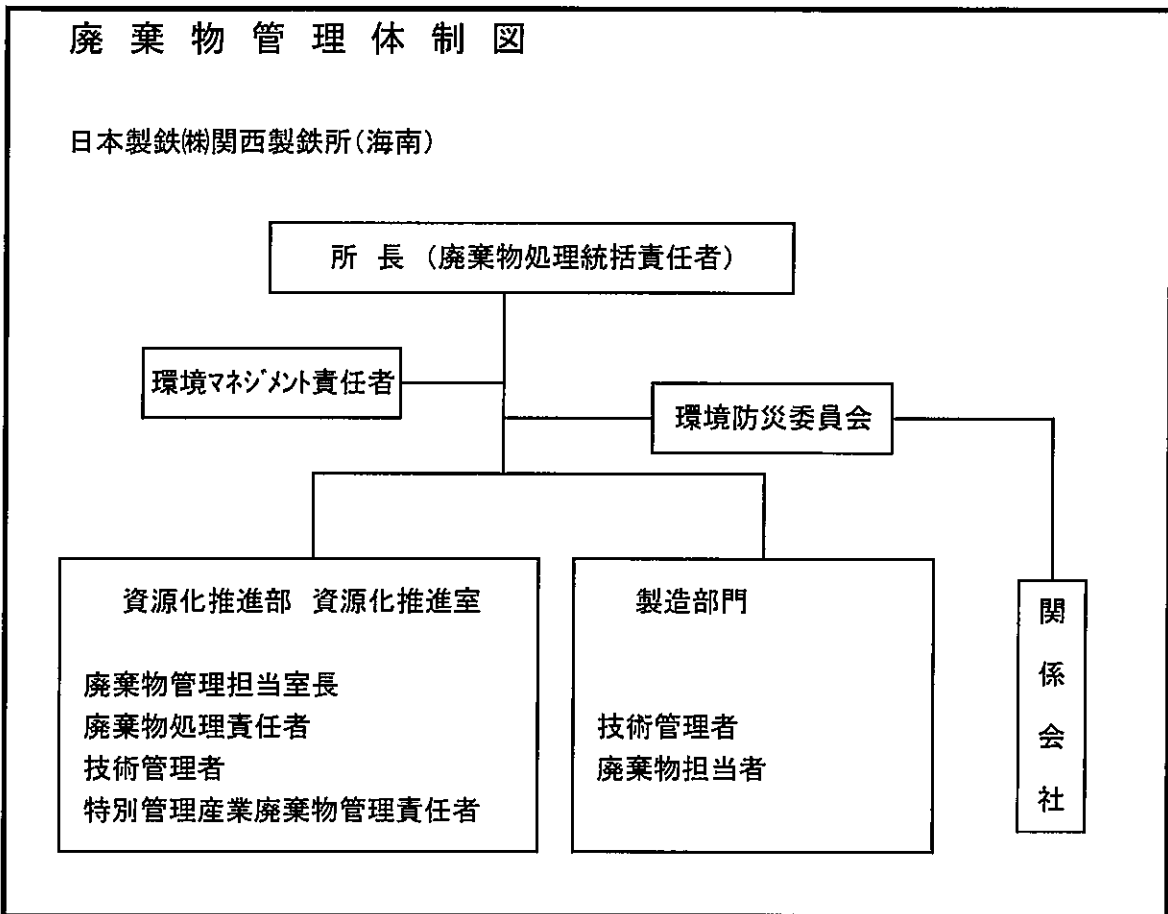 廃棄物管理体制図
日本製鉄㈱関西製鉄所(海南)
所長(廃棄物処理統括責任者)
環境マネジメント責任者
環境防災委員会
資源化推進部 資源化推進室
廃棄物管理担当室長
廃棄物処理責任者
技術管理者
特別管理産業廃棄物管理責任者
製造部門
技術管理者
廃棄物担当者
関係会社